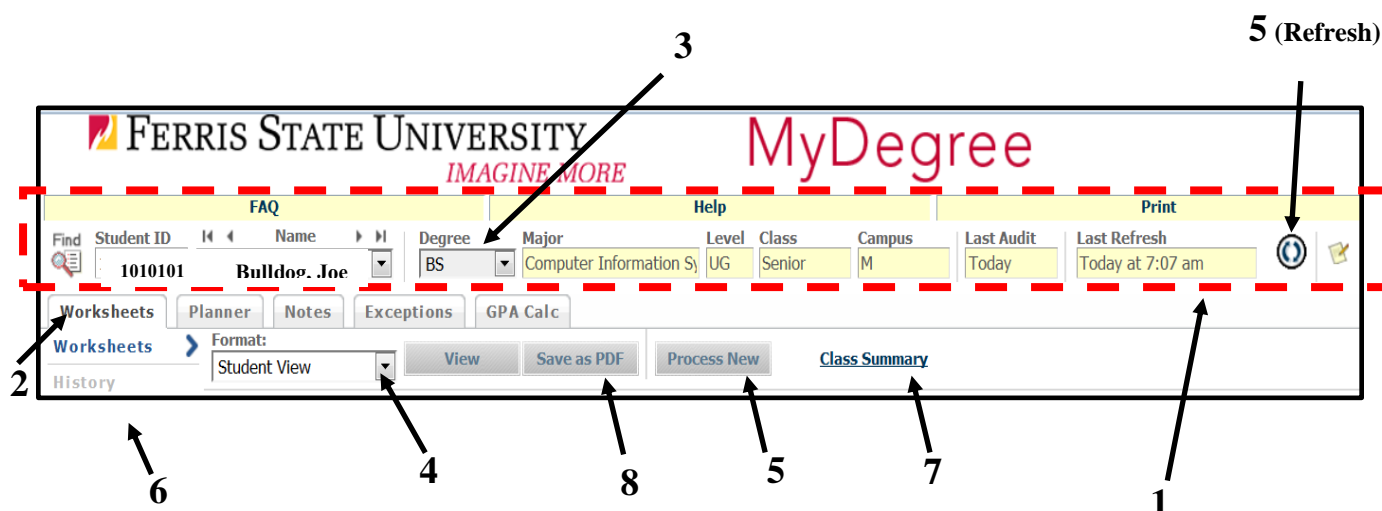 5 (Refresh)
3
FERRIS STATE UNIVERSITY
IMAGINE MORE
MyDegree
FAQ Help Print
Find Student ID Name Degree Major Level Class Campus Last Audit Last Refresh
1010101 Bulldog, Joe BS Computer Information Sy UG Senior M Today Today at 7:07 am
Worksheets Planner Notes Exceptions GPA Calc
Worksheets Format:
Student View View Save as PDF Process New Class Summary
History
2
6 4 8 5 7 1